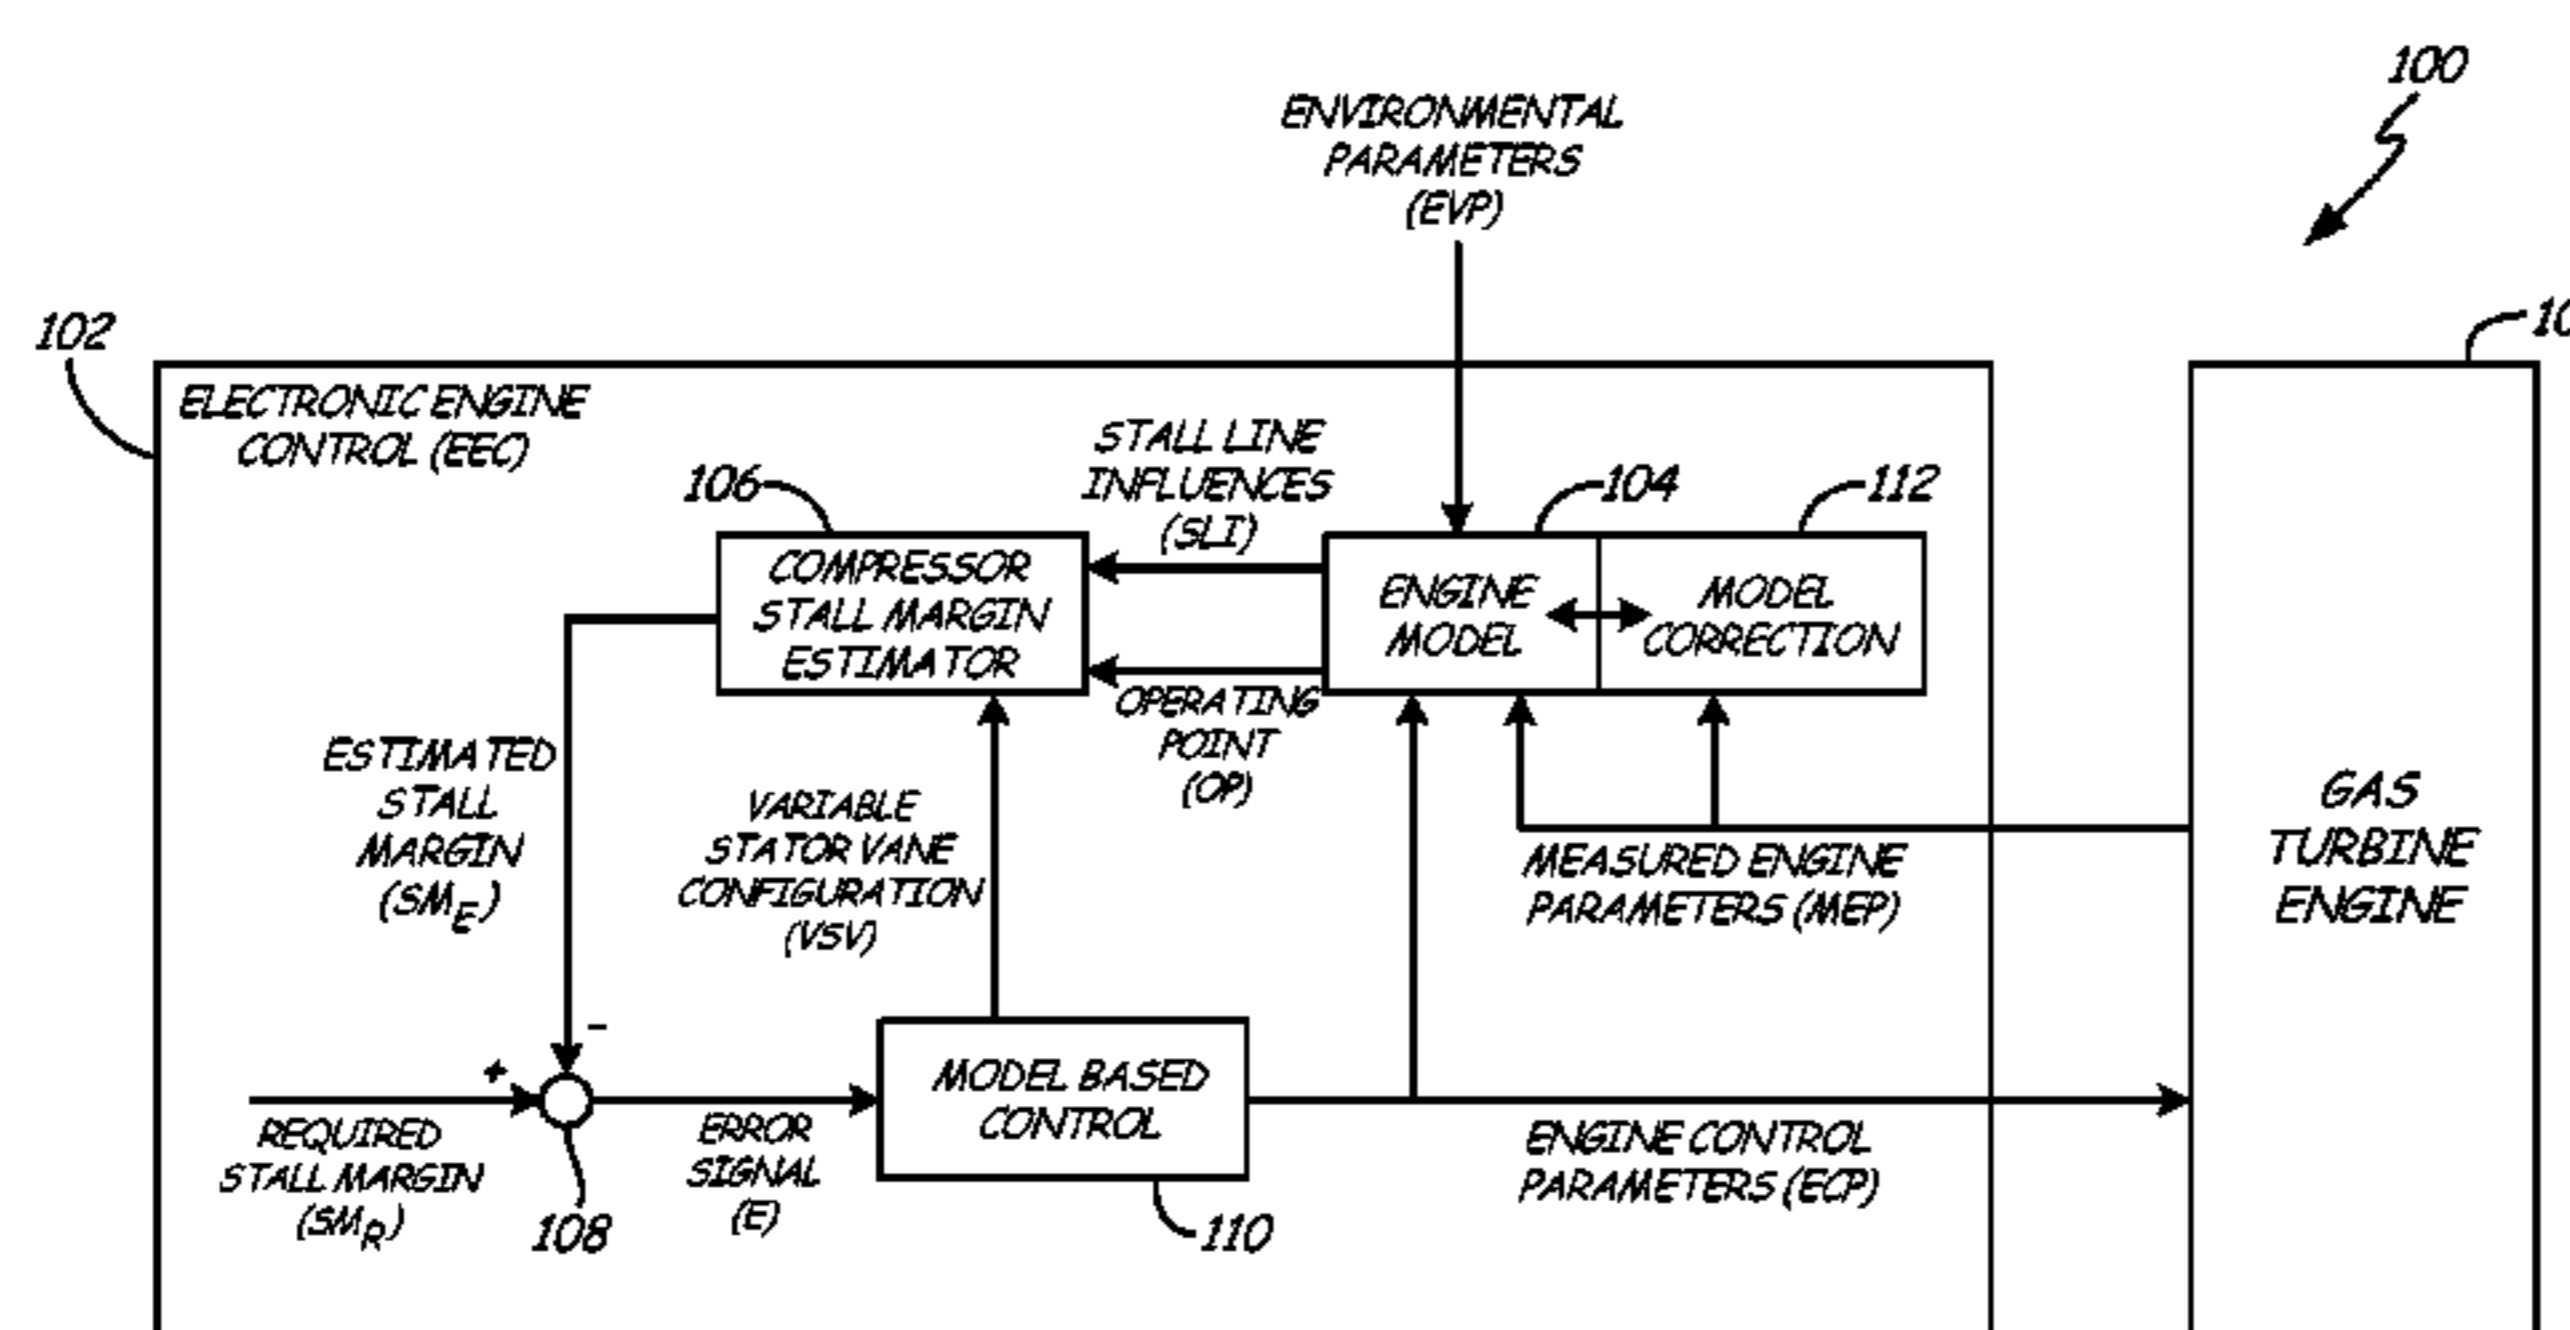 100
ENVIRONMENTAL
PARAMETERS
(EVP)
102
10
ELECTRONIC ENGINE
CONTROL (EEC)
STALL LINE
INFLUENCES
(SLI)
106
104
112
COMPRESSOR
STALL MARGIN
ESTIMATOR
ENGINE
MODEL
MODEL
CORRECTION
OPERATING
POINT
(OP)
ESTIMATED
STALL
MARGIN
(SME)
VARIABLE
STATOR VANE
CONFIGURATION
(VSV)
GAS
TURBINE
ENGINE
MEASURED ENGINE
PARAMETERS (MEP)
-
+
MODEL BASED
CONTROL
REQUIRED
STALL MARGIN
(SMR)
108
ERROR
SIGNAL
(E)
110
ENGINE CONTROL
PARAMETERS (ECP)